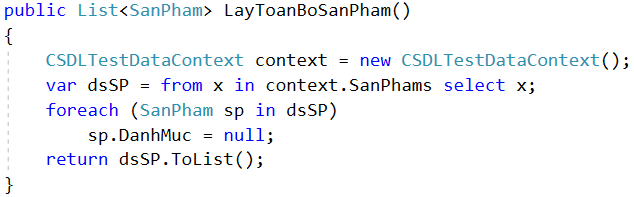 public List<SanPham> LayToanBoSanPham()
{
    CSDLTestDataContext context = new CSDLTestDataContext();
    var dsSP = from x in context.SanPhams select x;
    foreach (SanPham sp in dsSP)
        sp.DanhMuc = null;
    return dsSP.ToList();
}